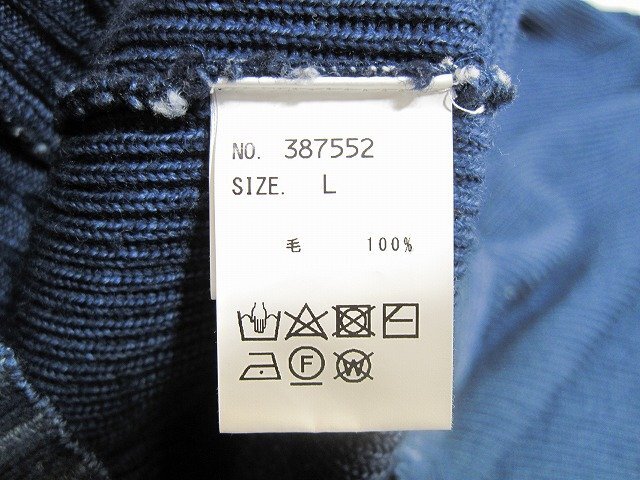 NO. 387552
SIZE. L
毛 100%
F
W